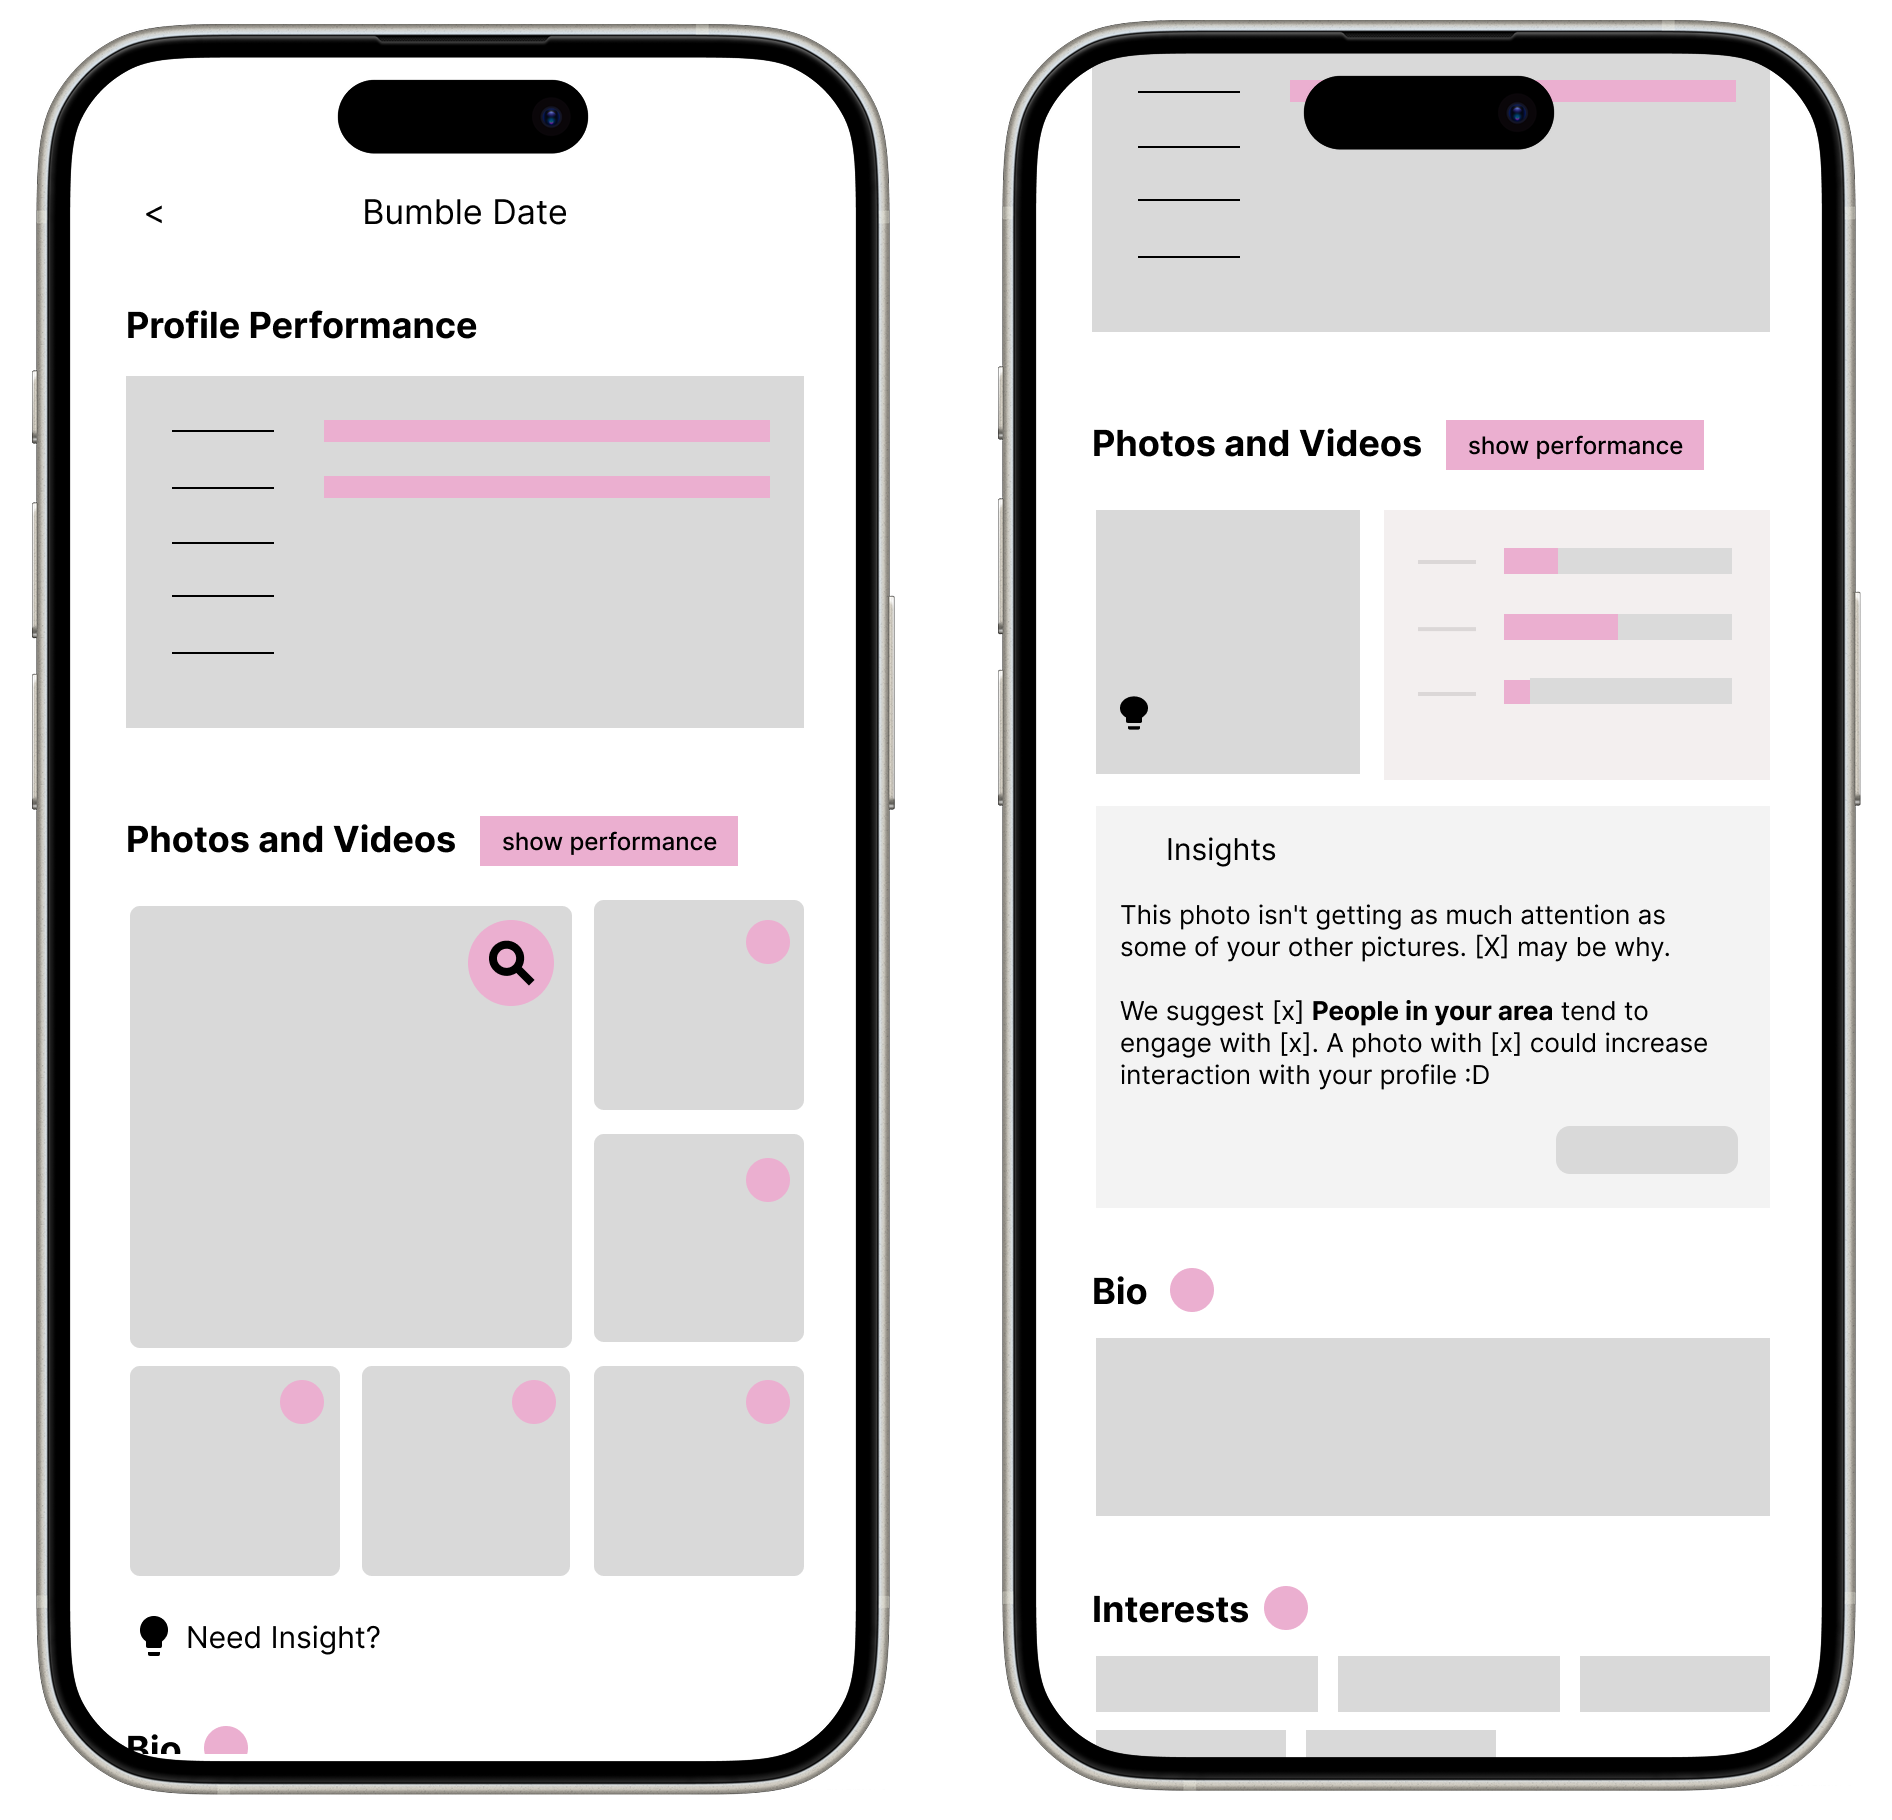 <
Bumble Date
Profile Performance
Photos and Videos
show performance
Need Insight?
Bio
Photos and Videos
show performance
Insights
This photo isn't getting as much attention as
some of your other pictures. [X] may be why.
We suggest [x] People in your area tend to
engage with [x]. A photo with [x] could increase
interaction with your profile :D
Bio
Interests